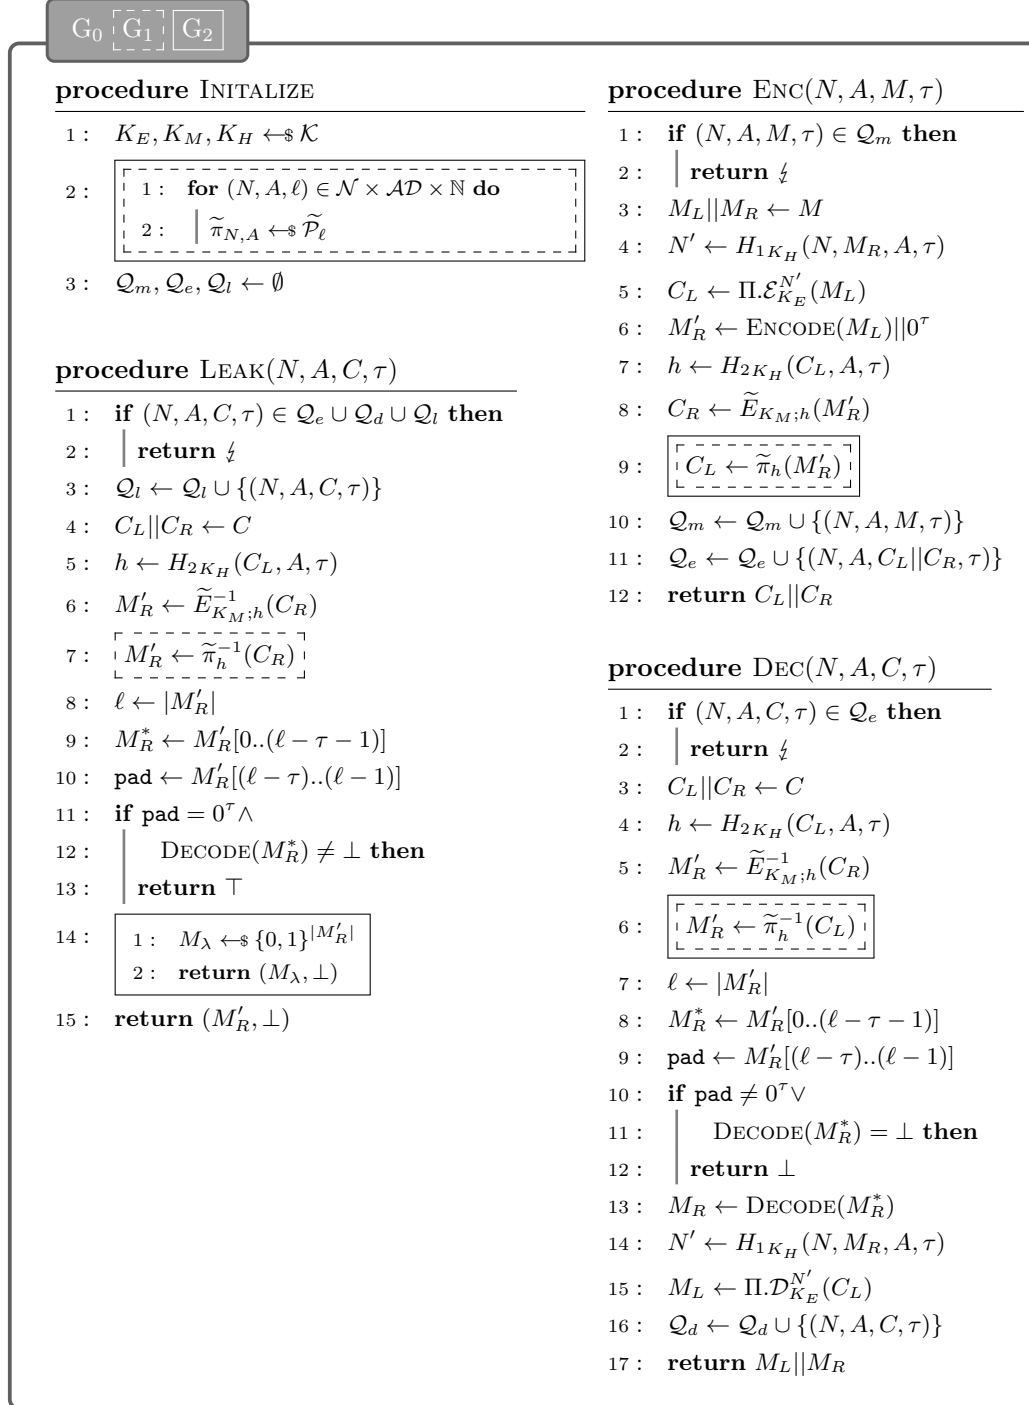 G₀ G₁ G₂
procedure INITALIZE
1 : K_E, K_M, K_H ←$ 𝒦
2 :
1 : for (N, A, ℓ) ∈ 𝒩 × 𝒜𝒟 × ℕ do
2 : π̃_{N,A} ←$ 𝒫̃_ℓ
3 : 𝒬_m, 𝒬_e, 𝒬_l ← ∅
procedure LEAK(N, A, C, τ)
1 : if (N, A, C, τ) ∈ 𝒬_e ∪ 𝒬_d ∪ 𝒬_l then
2 : return ↯
3 : 𝒬_l ← 𝒬_l ∪ {(N, A, C, τ)}
4 : C_L||C_R ← C
5 : h ← H_{2 K_H}(C_L, A, τ)
6 : M′_R ← Ẽ^{-1}_{K_M;h}(C_R)
7 : M′_R ← π̃_h^{-1}(C_R)
8 : ℓ ← |M′_R|
9 : M*_R ← M′_R[0..(ℓ − τ − 1)]
10 : pad ← M′_R[(ℓ − τ)..(ℓ − 1)]
11 : if pad = 0^τ ∧
12 : DECODE(M*_R) ≠ ⊥ then
13 : return ⊤
14 :
1 : M_λ ←$ {0, 1}^{|M′_R|}
2 : return (M_λ, ⊥)
15 : return (M′_R, ⊥)
procedure ENC(N, A, M, τ)
1 : if (N, A, M, τ) ∈ 𝒬_m then
2 : return ↯
3 : M_L||M_R ← M
4 : N′ ← H_{1 K_H}(N, M_R, A, τ)
5 : C_L ← Π.ℰ^{N′}_{K_E}(M_L)
6 : M′_R ← ENCODE(M_L)||0^τ
7 : h ← H_{2 K_H}(C_L, A, τ)
8 : C_R ← Ẽ_{K_M;h}(M′_R)
9 : C_L ← π̃_h(M′_R)
10 : 𝒬_m ← 𝒬_m ∪ {(N, A, M, τ)}
11 : 𝒬_e ← 𝒬_e ∪ {(N, A, C_L||C_R, τ)}
12 : return C_L||C_R
procedure DEC(N, A, C, τ)
1 : if (N, A, C, τ) ∈ 𝒬_e then
2 : return ↯
3 : C_L||C_R ← C
4 : h ← H_{2 K_H}(C_L, A, τ)
5 : M′_R ← Ẽ^{-1}_{K_M;h}(C_R)
6 : M′_R ← π̃_h^{-1}(C_L)
7 : ℓ ← |M′_R|
8 : M*_R ← M′_R[0..(ℓ − τ − 1)]
9 : pad ← M′_R[(ℓ − τ)..(ℓ − 1)]
10 : if pad ≠ 0^τ ∨
11 : DECODE(M*_R) = ⊥ then
12 : return ⊥
13 : M_R ← DECODE(M*_R)
14 : N′ ← H_{1 K_H}(N, M_R, A, τ)
15 : M_L ← Π.𝒟^{N′}_{K_E}(C_L)
16 : 𝒬_d ← 𝒬_d ∪ {(N, A, C, τ)}
17 : return M_L||M_R